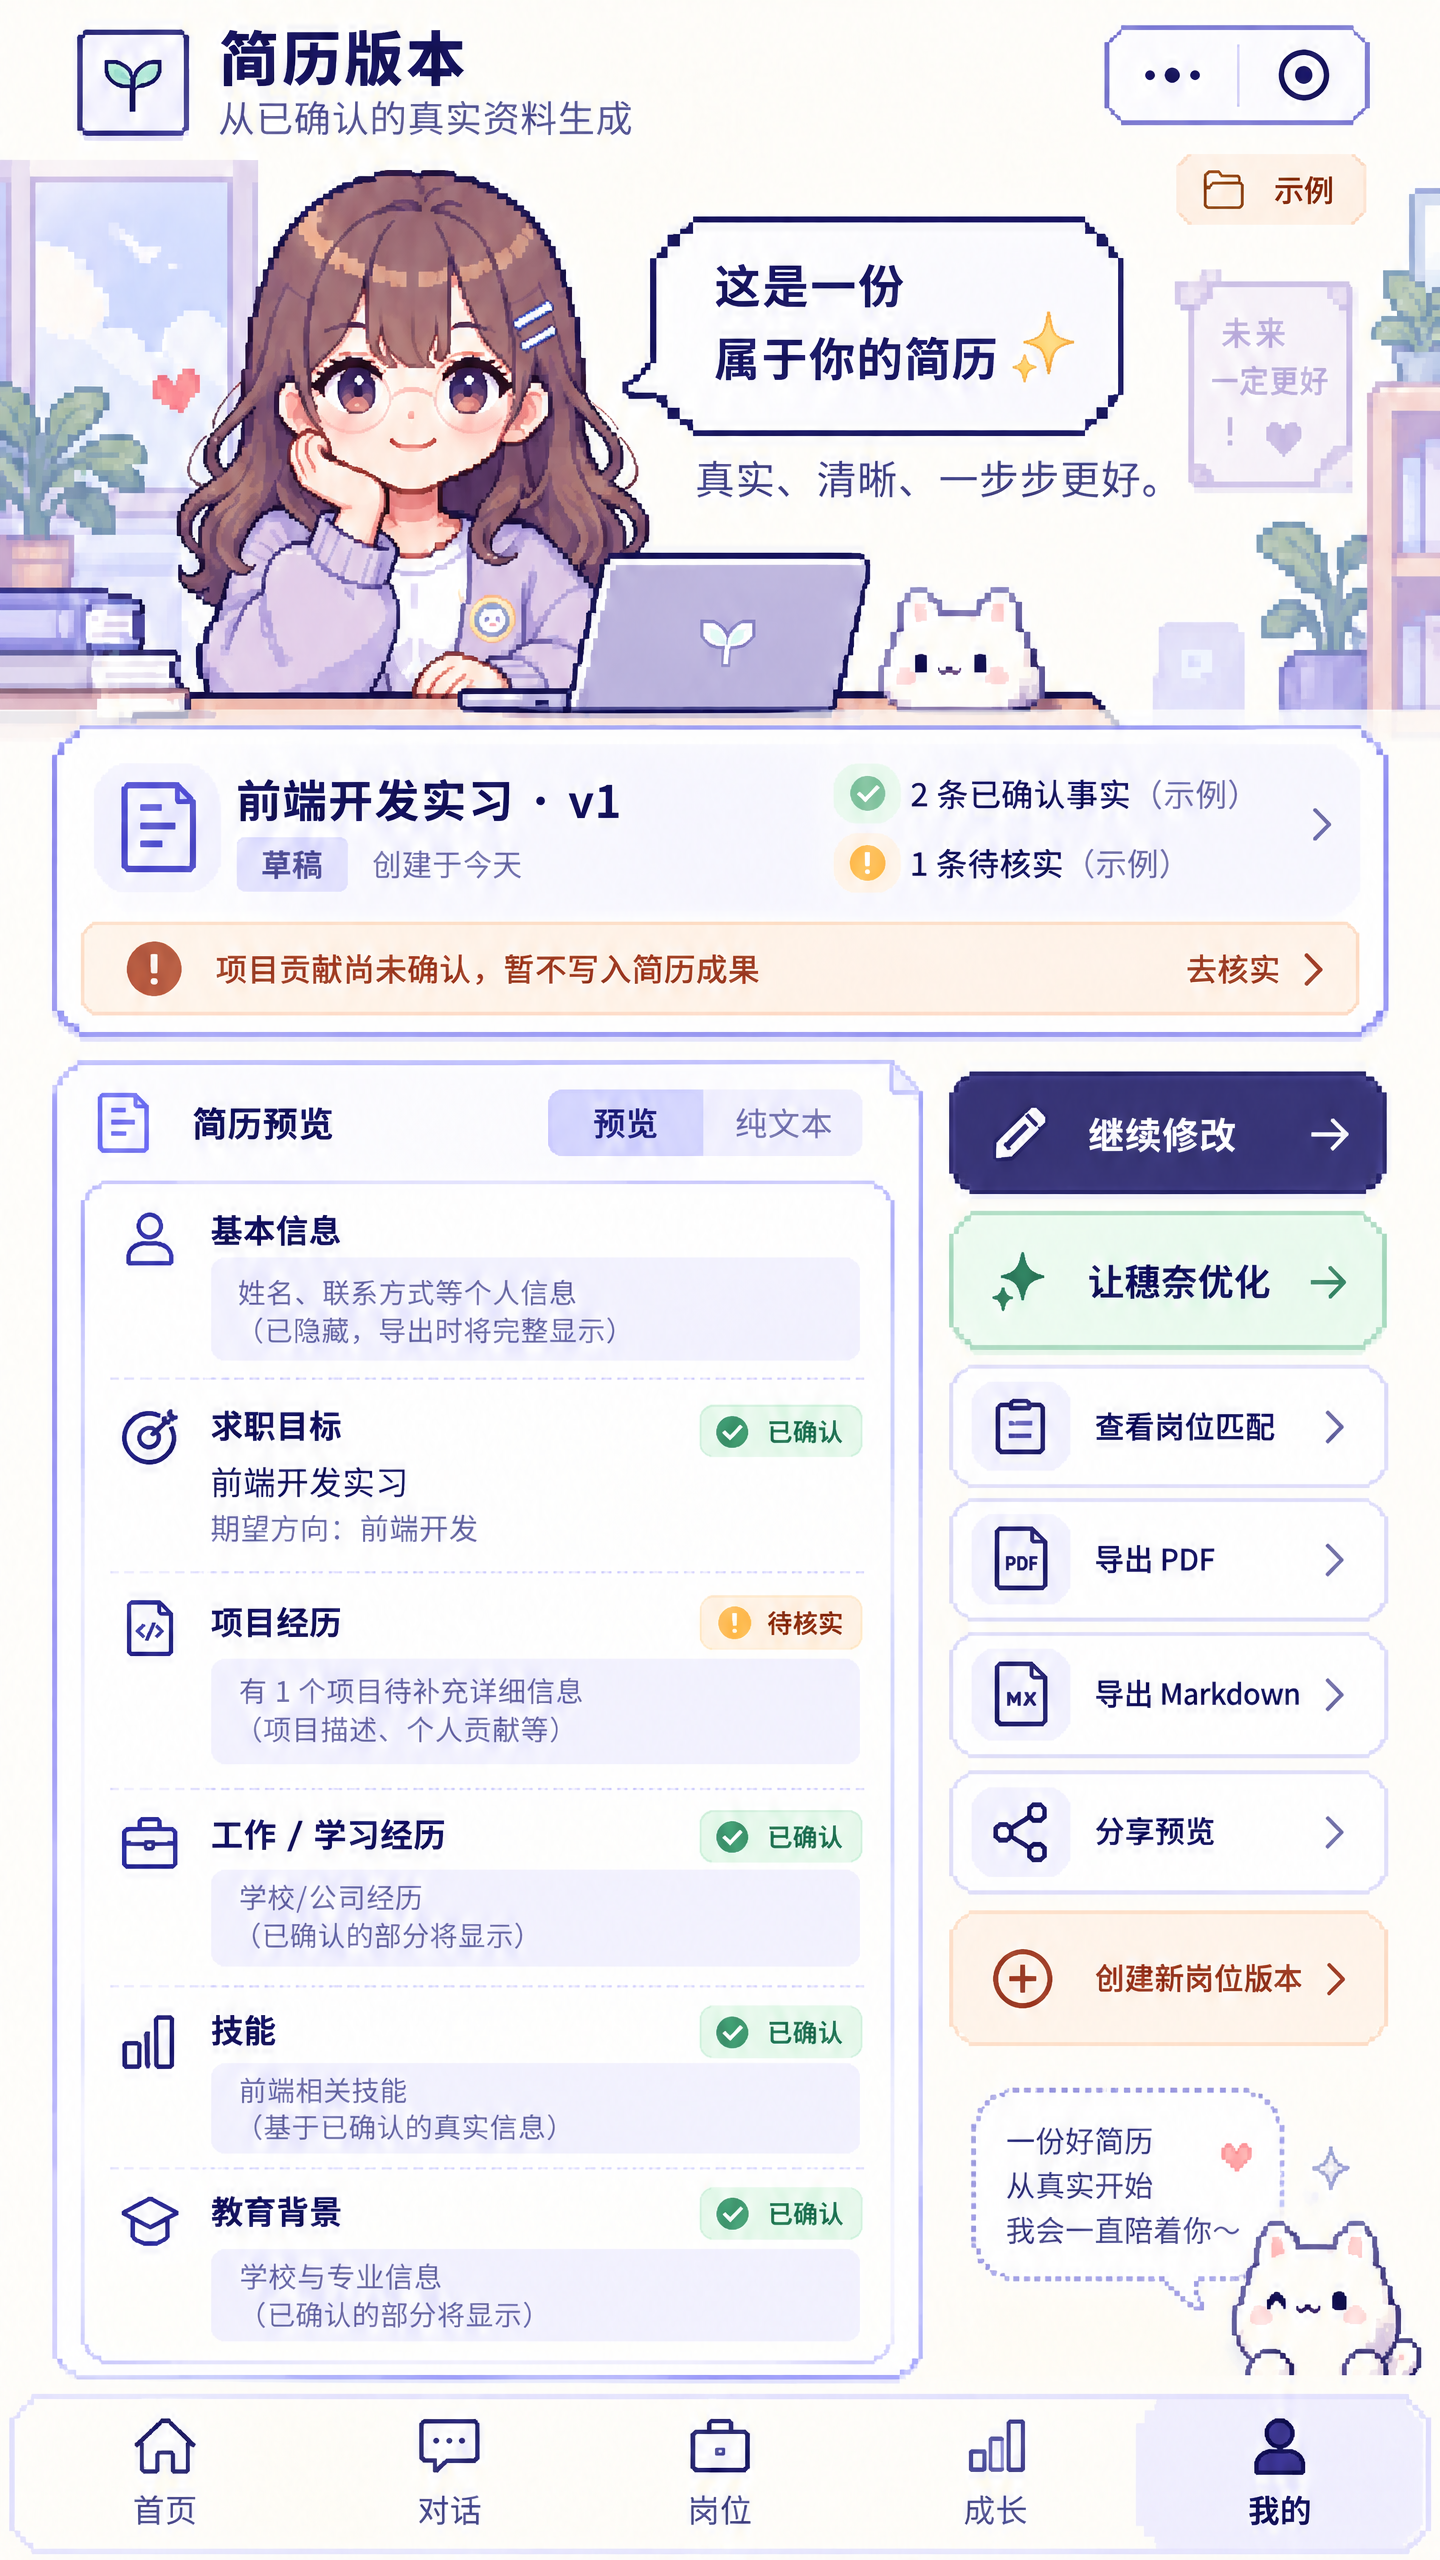 简历版本
从已确认的真实资料生成
示例
这是一份
属于你的简历
真实、清晰、一步步更好。
未来
一定更好
!
前端开发实习 · v1
草稿 创建于今天
2 条已确认事实（示例）
1 条待核实（示例）
项目贡献尚未确认，暂不写入简历成果
去核实
简历预览
预览 纯文本
基本信息
姓名、联系方式等个人信息
（已隐藏，导出时将完整显示）
求职目标 已确认
前端开发实习
期望方向：前端开发
项目经历 待核实
有 1 个项目待补充详细信息
（项目描述、个人贡献等）
工作 / 学习经历 已确认
学校/公司经历
（已确认的部分将显示）
技能 已确认
前端相关技能
（基于已确认的真实信息）
教育背景 已确认
学校与专业信息
（已确认的部分将显示）
继续修改
让穗奈优化
查看岗位匹配
PDF 导出 PDF
MX 导出 Markdown
分享预览
创建新岗位版本
一份好简历
从真实开始
我会一直陪着你～
首页 对话 岗位 成长 我的